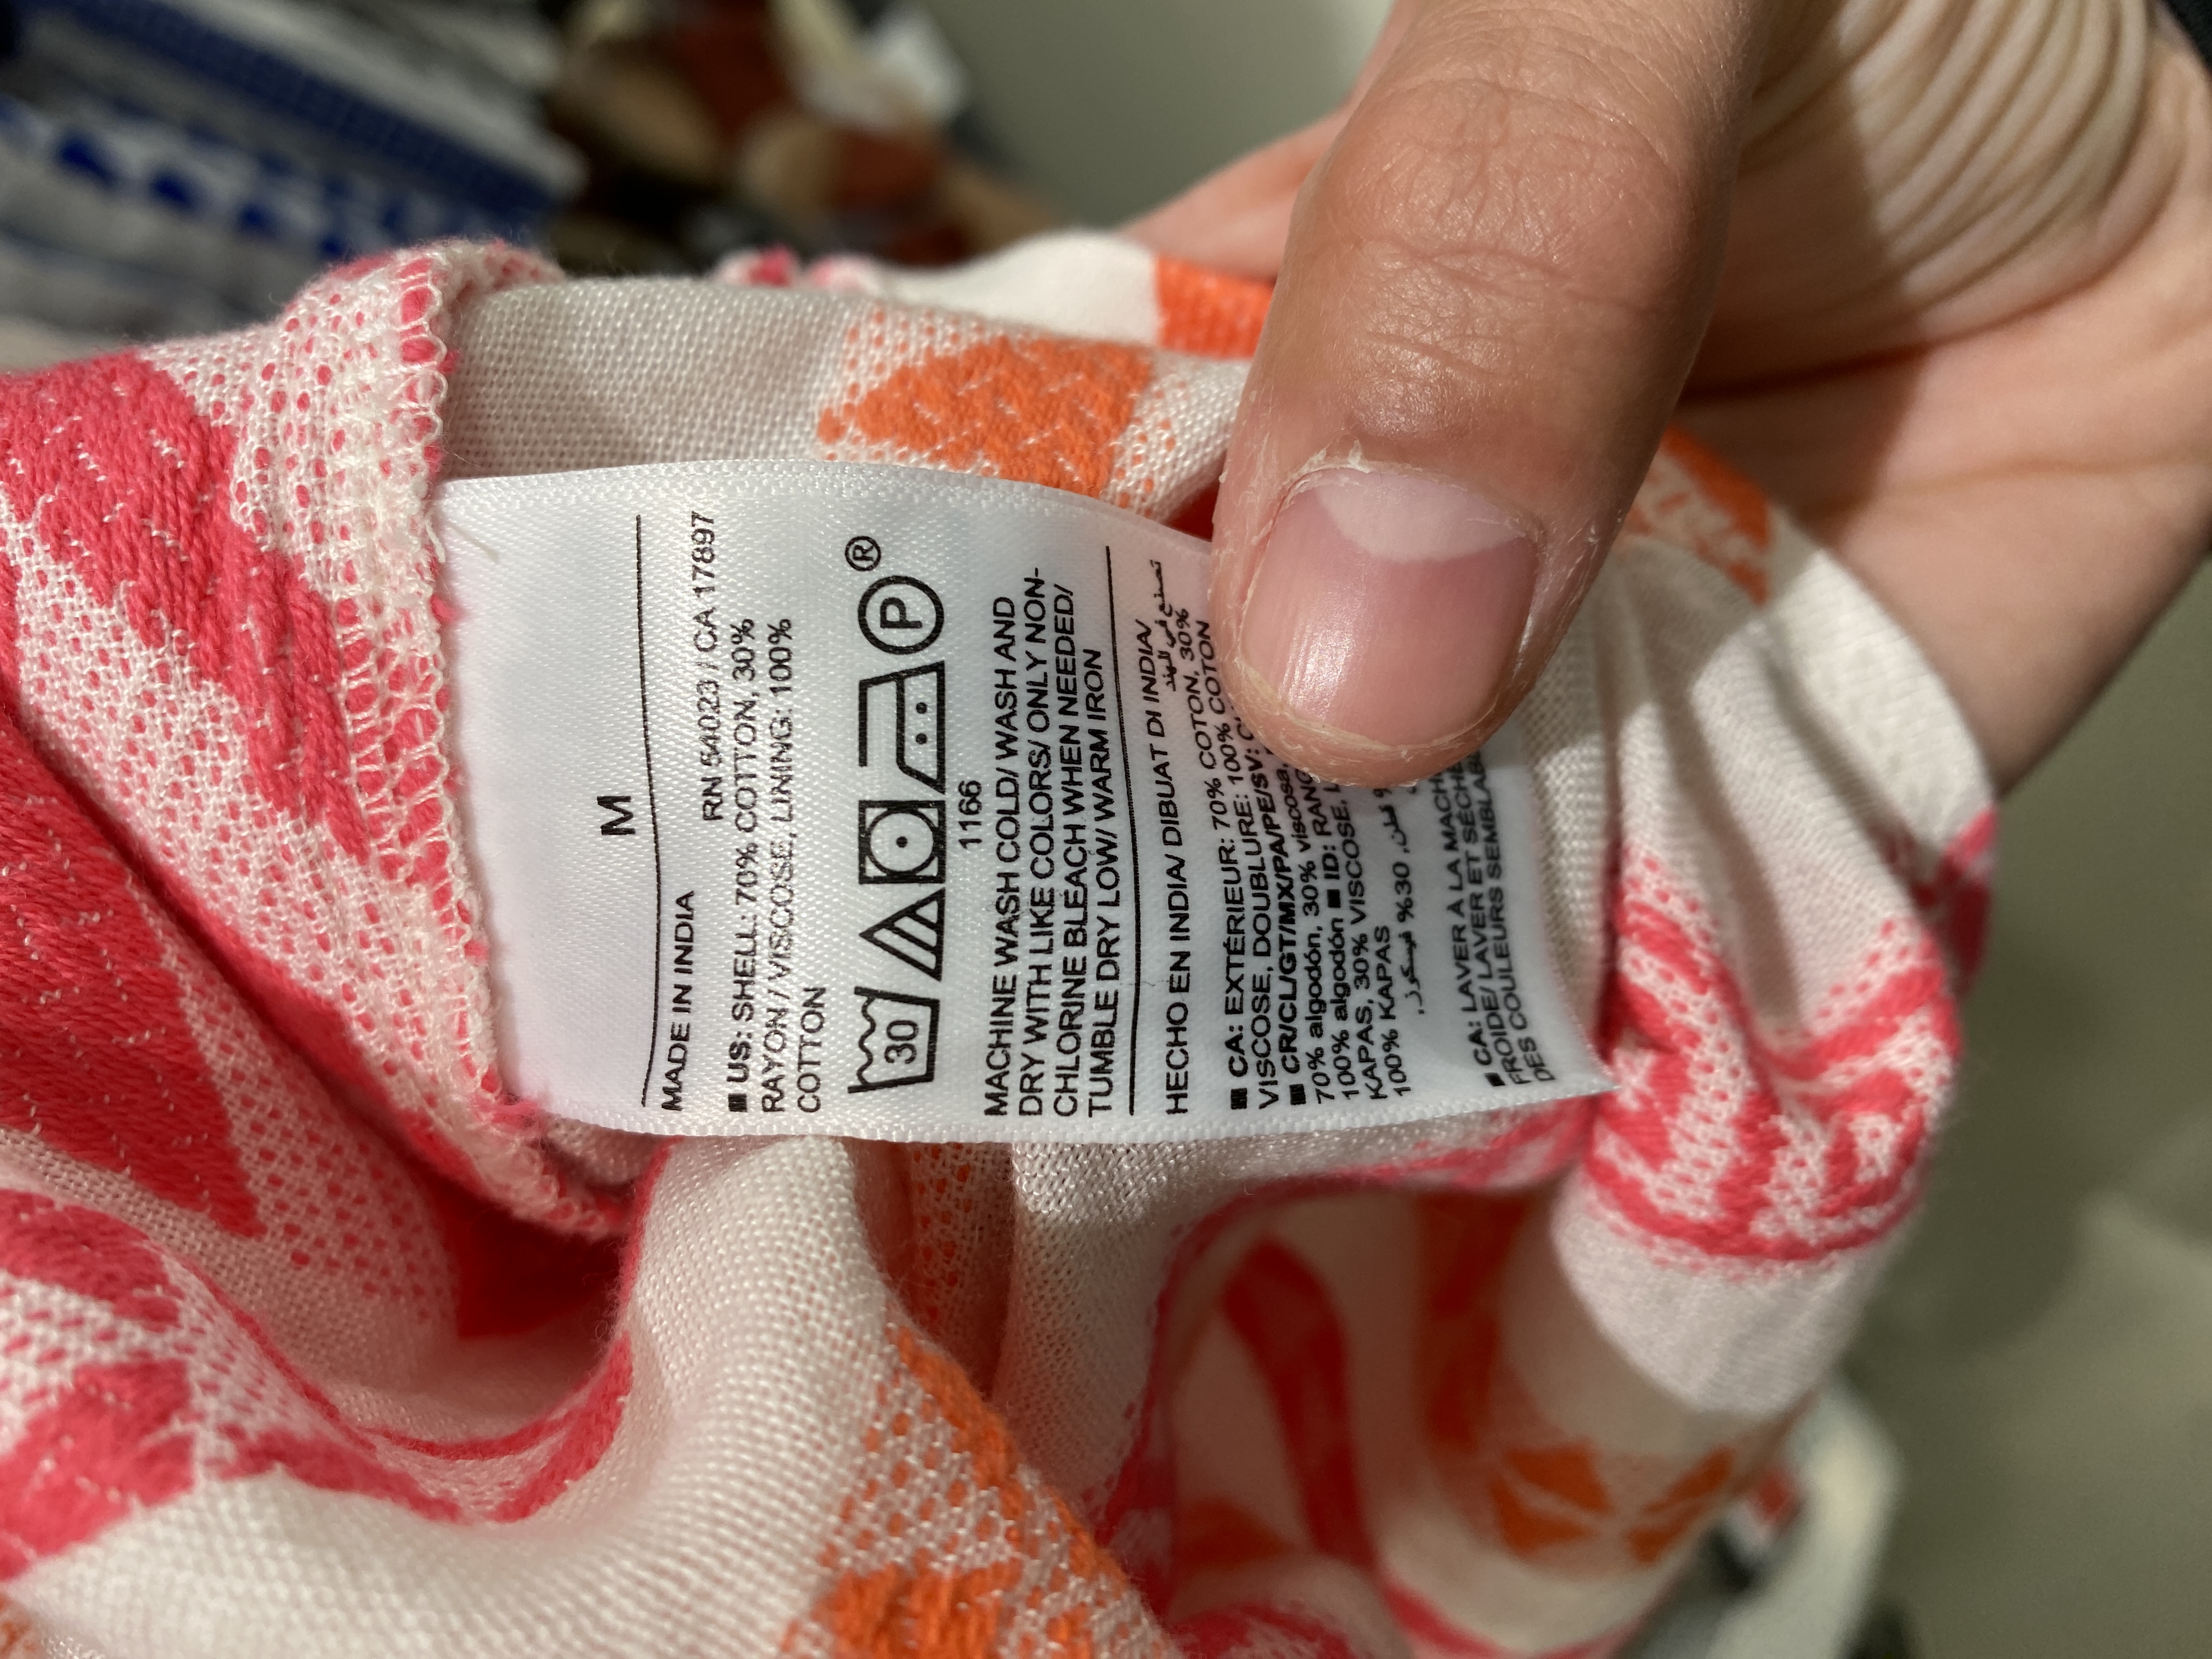 M
MADE IN INDIA
RN 54023 / CA 17897
■ US: SHELL: 70% COTTON, 30%
RAYON / VISCOSE, LINING: 100%
COTTON
30
P ®
1166
MACHINE WASH COLD/ WASH AND
DRY WITH LIKE COLORS/ ONLY NON-
CHLORINE BLEACH WHEN NEEDED/
TUMBLE DRY LOW/ WARM IRON
HECHO EN INDIA/ DIBUAT DI INDIA/
تصنع في الهند
■ CA: EXTÉRIEUR: 70% COTON, 30%
VISCOSE, DOUBLURE: 100% COTON
■ CR/CL/GT/MX/PA/PE/SV:
70% algodón, 30% viscosa,
100% algodón ■ ID:
KAPAS, 30% VISCOSE,
100% KAPAS
% قطن, 30% فيسكوز,
■ CA: LAVER À LA
FROIDE/ LAVER ET
DES COULEURS